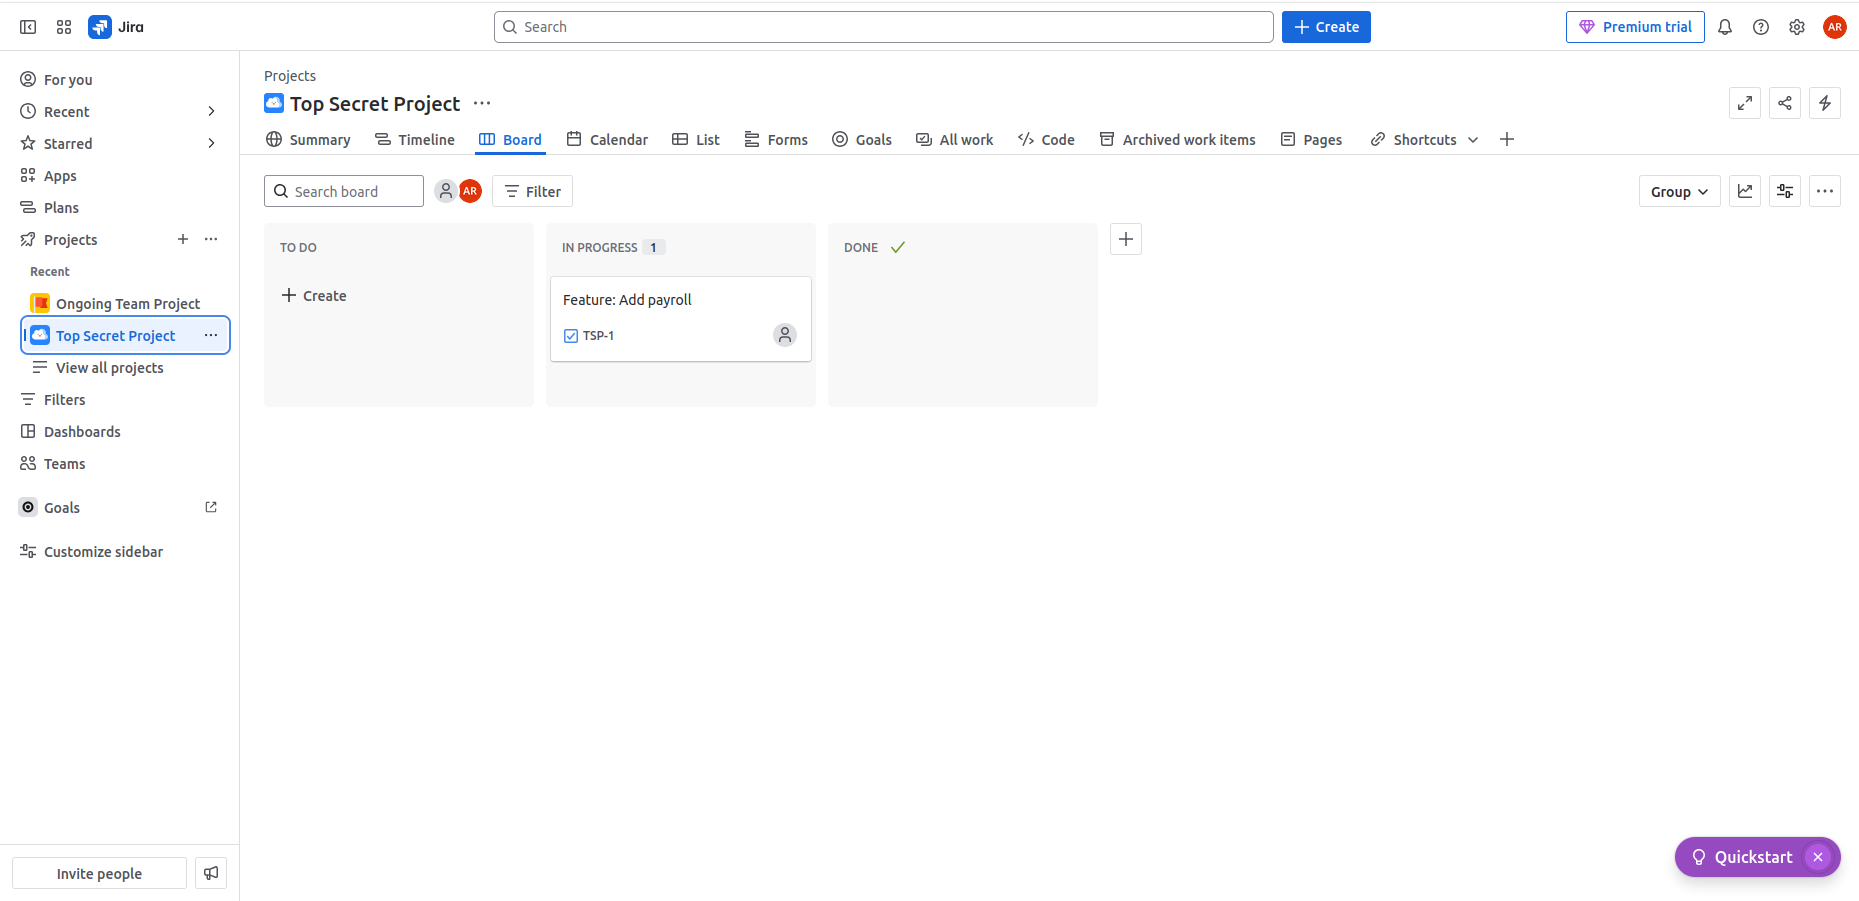 Jira
Search
Create
Premium trial
AR
For you
Recent
Starred
Apps
Plans
Projects
Recent
Ongoing Team Project
Top Secret Project
View all projects
Filters
Dashboards
Teams
Goals
Customize sidebar
Invite people
Projects
Top Secret Project
Summary Timeline Board Calendar List Forms Goals All work Code Archived work items Pages Shortcuts
Search board AR Filter Group
TO DO
Create
IN PROGRESS 1
Feature: Add payroll
TSP-1
DONE
Quickstart